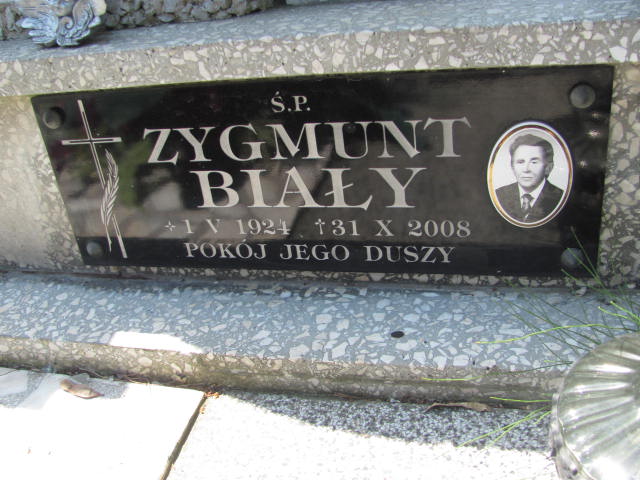 Ś.P.
ZYGMUNT
BIAŁY
✢ 1 V 1924 ✝ 31 X 2008
POKÓJ JEGO DUSZY